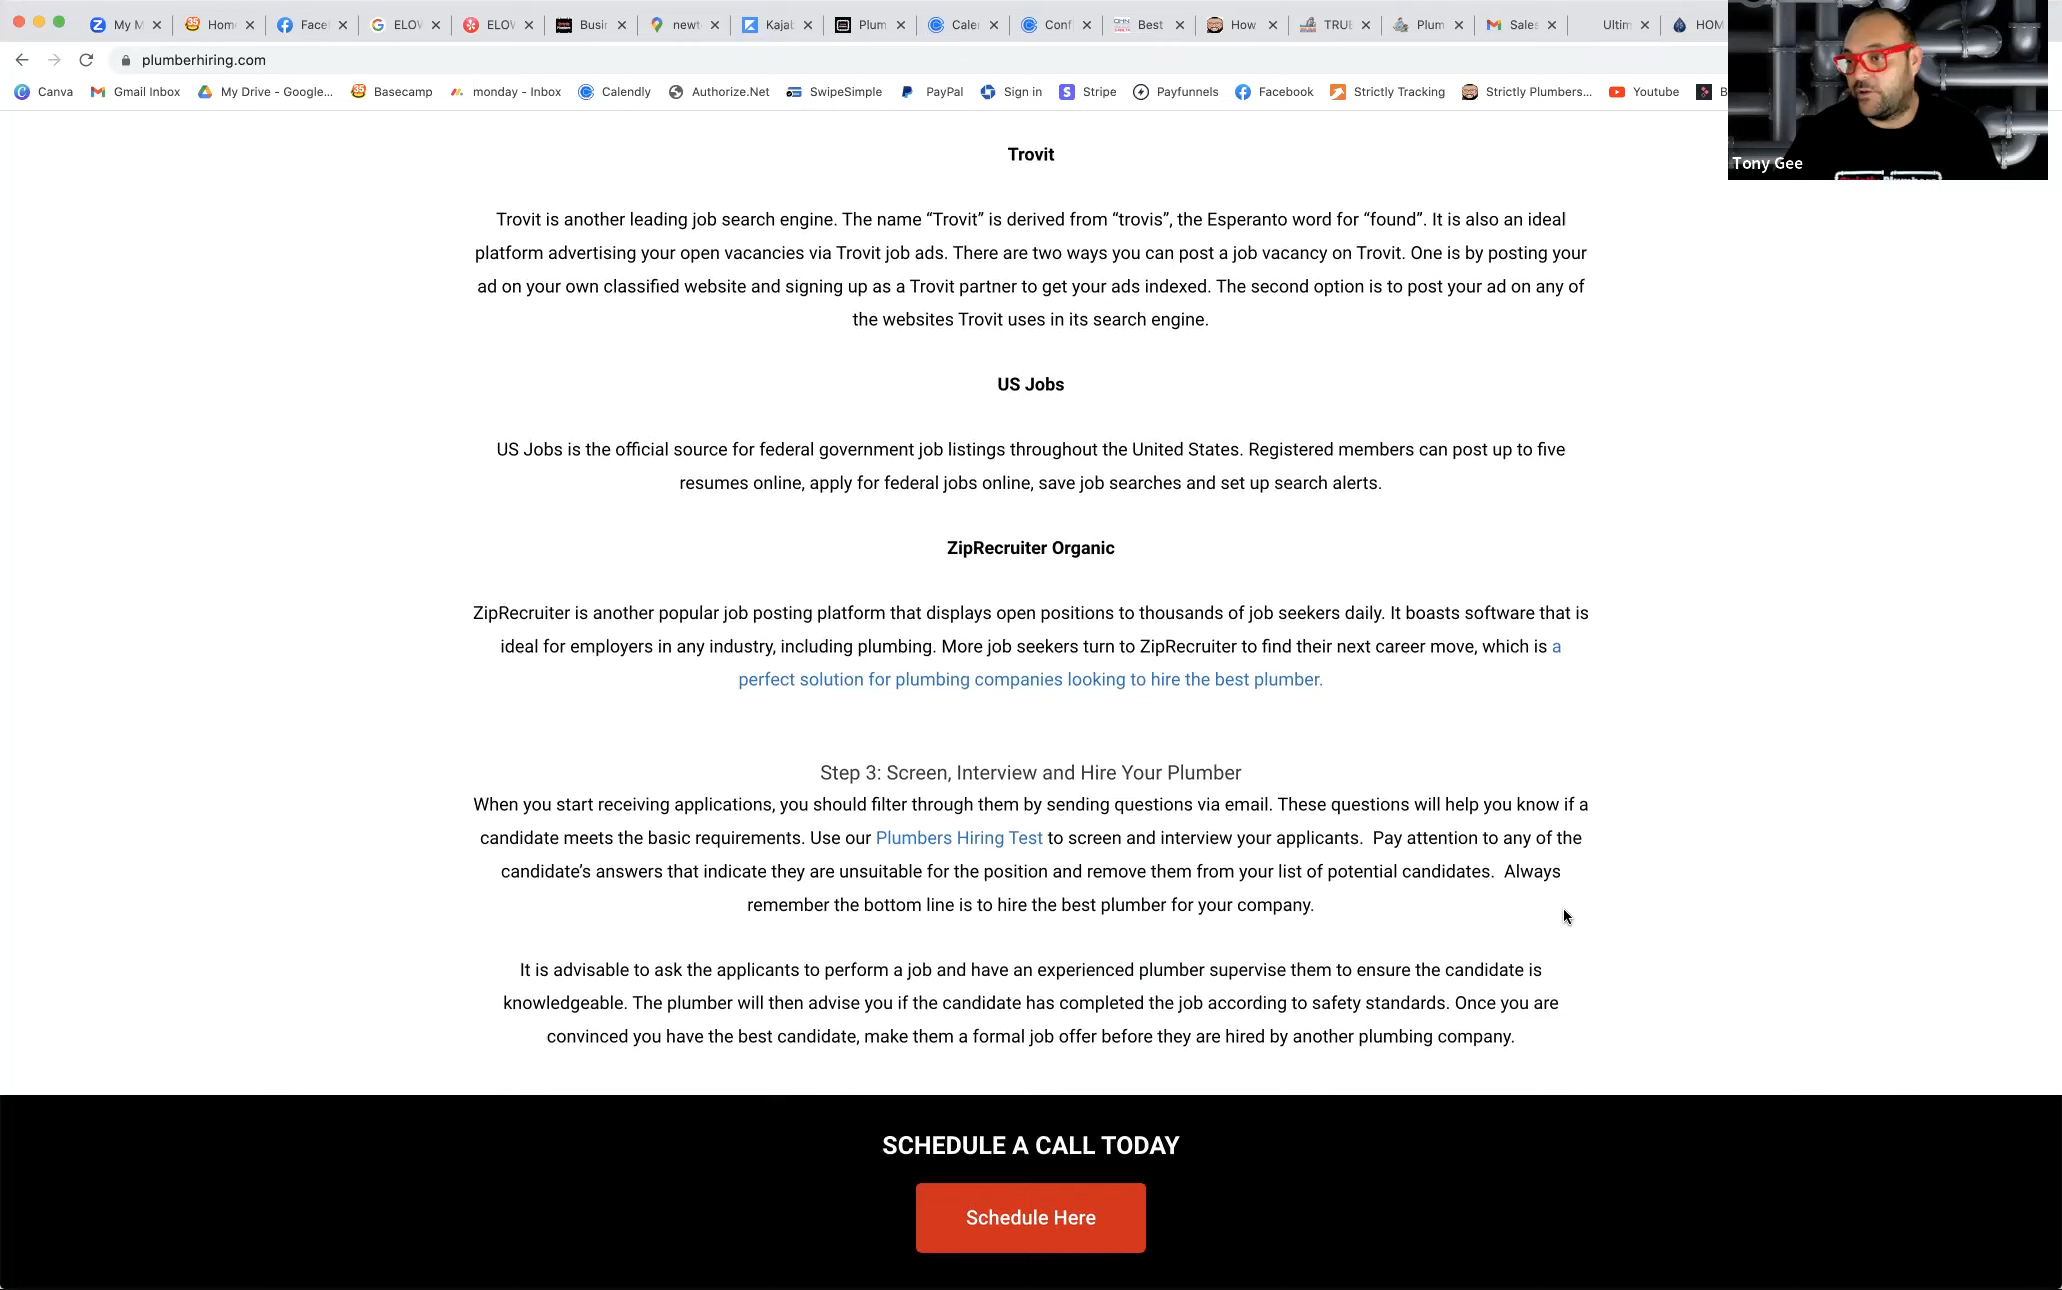 My M
Home
Face
ELOV
ELOV
Busir
newt
Kajab
Plum
Caler
Conf
Best
How
TRUE
Plum
Sales
Ultim
HOM
plumberhiring.com
Canva
Gmail Inbox
My Drive - Google...
Basecamp
monday - Inbox
Calendly
Authorize.Net
SwipeSimple
PayPal
Sign in
Stripe
Payfunnels
Facebook
Strictly Tracking
Strictly Plumbers...
Youtube
B
Tony Gee
Trovit
Trovit is another leading job search engine. The name “Trovit” is derived from “trovis”, the Esperanto word for “found”. It is also an ideal
platform advertising your open vacancies via Trovit job ads. There are two ways you can post a job vacancy on Trovit. One is by posting your
ad on your own classified website and signing up as a Trovit partner to get your ads indexed. The second option is to post your ad on any of
the websites Trovit uses in its search engine.
US Jobs
US Jobs is the official source for federal government job listings throughout the United States. Registered members can post up to five
resumes online, apply for federal jobs online, save job searches and set up search alerts.
ZipRecruiter Organic
ZipRecruiter is another popular job posting platform that displays open positions to thousands of job seekers daily. It boasts software that is
ideal for employers in any industry, including plumbing. More job seekers turn to ZipRecruiter to find their next career move, which is a
perfect solution for plumbing companies looking to hire the best plumber.
Step 3: Screen, Interview and Hire Your Plumber
When you start receiving applications, you should filter through them by sending questions via email. These questions will help you know if a
candidate meets the basic requirements. Use our Plumbers Hiring Test to screen and interview your applicants. Pay attention to any of the
candidate’s answers that indicate they are unsuitable for the position and remove them from your list of potential candidates. Always
remember the bottom line is to hire the best plumber for your company.
It is advisable to ask the applicants to perform a job and have an experienced plumber supervise them to ensure the candidate is
knowledgeable. The plumber will then advise you if the candidate has completed the job according to safety standards. Once you are
convinced you have the best candidate, make them a formal job offer before they are hired by another plumbing company.
SCHEDULE A CALL TODAY
Schedule Here